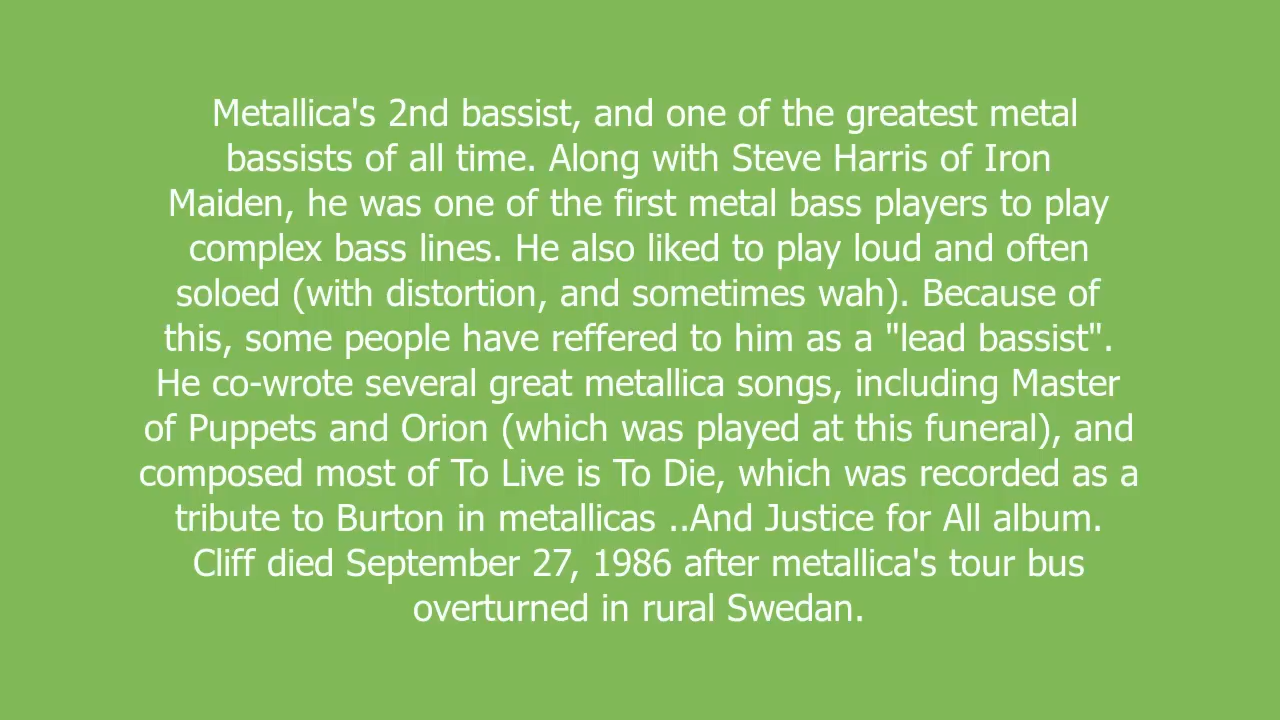 Metallica's 2nd bassist, and one of the greatest metal
bassists of all time. Along with Steve Harris of Iron
Maiden, he was one of the first metal bass players to play
complex bass lines. He also liked to play loud and often
soloed (with distortion, and sometimes wah). Because of
this, some people have reffered to him as a "lead bassist".
He co-wrote several great metallica songs, including Master
of Puppets and Orion (which was played at this funeral), and
composed most of To Live is To Die, which was recorded as a
tribute to Burton in metallicas ..And Justice for All album.
Cliff died September 27, 1986 after metallica's tour bus
overturned in rural Swedan.